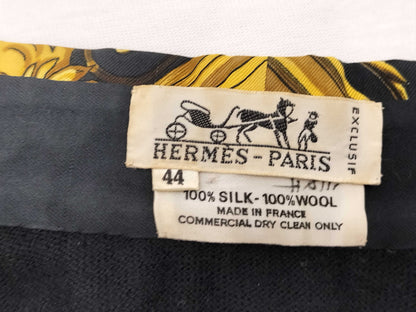 EXCLUSIF
HERMÈS-PARIS
44
100% SILK-100% WOOL
MADE IN FRANCE
COMMERCIAL DRY CLEAN ONLY